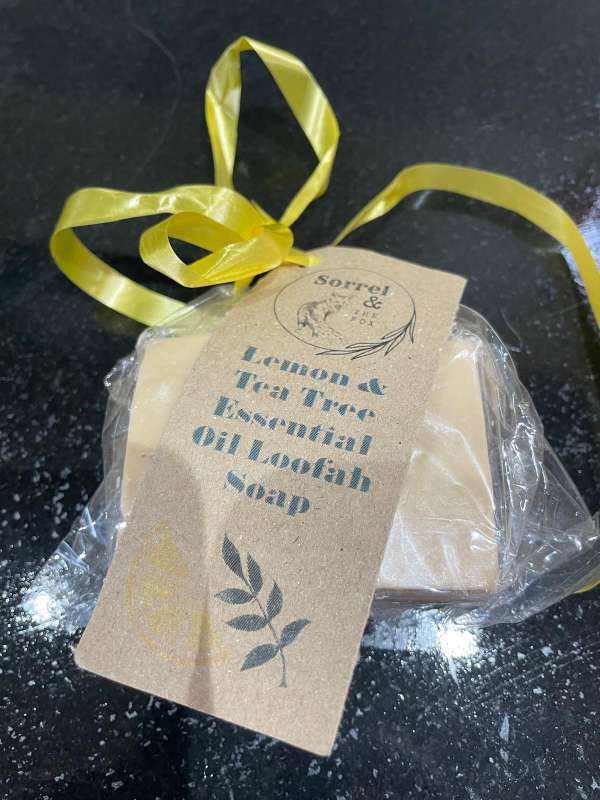 Sorrel
&
THE
FOX
Lemon &
Tea Tree
Essential
Oil Loofah
Soap